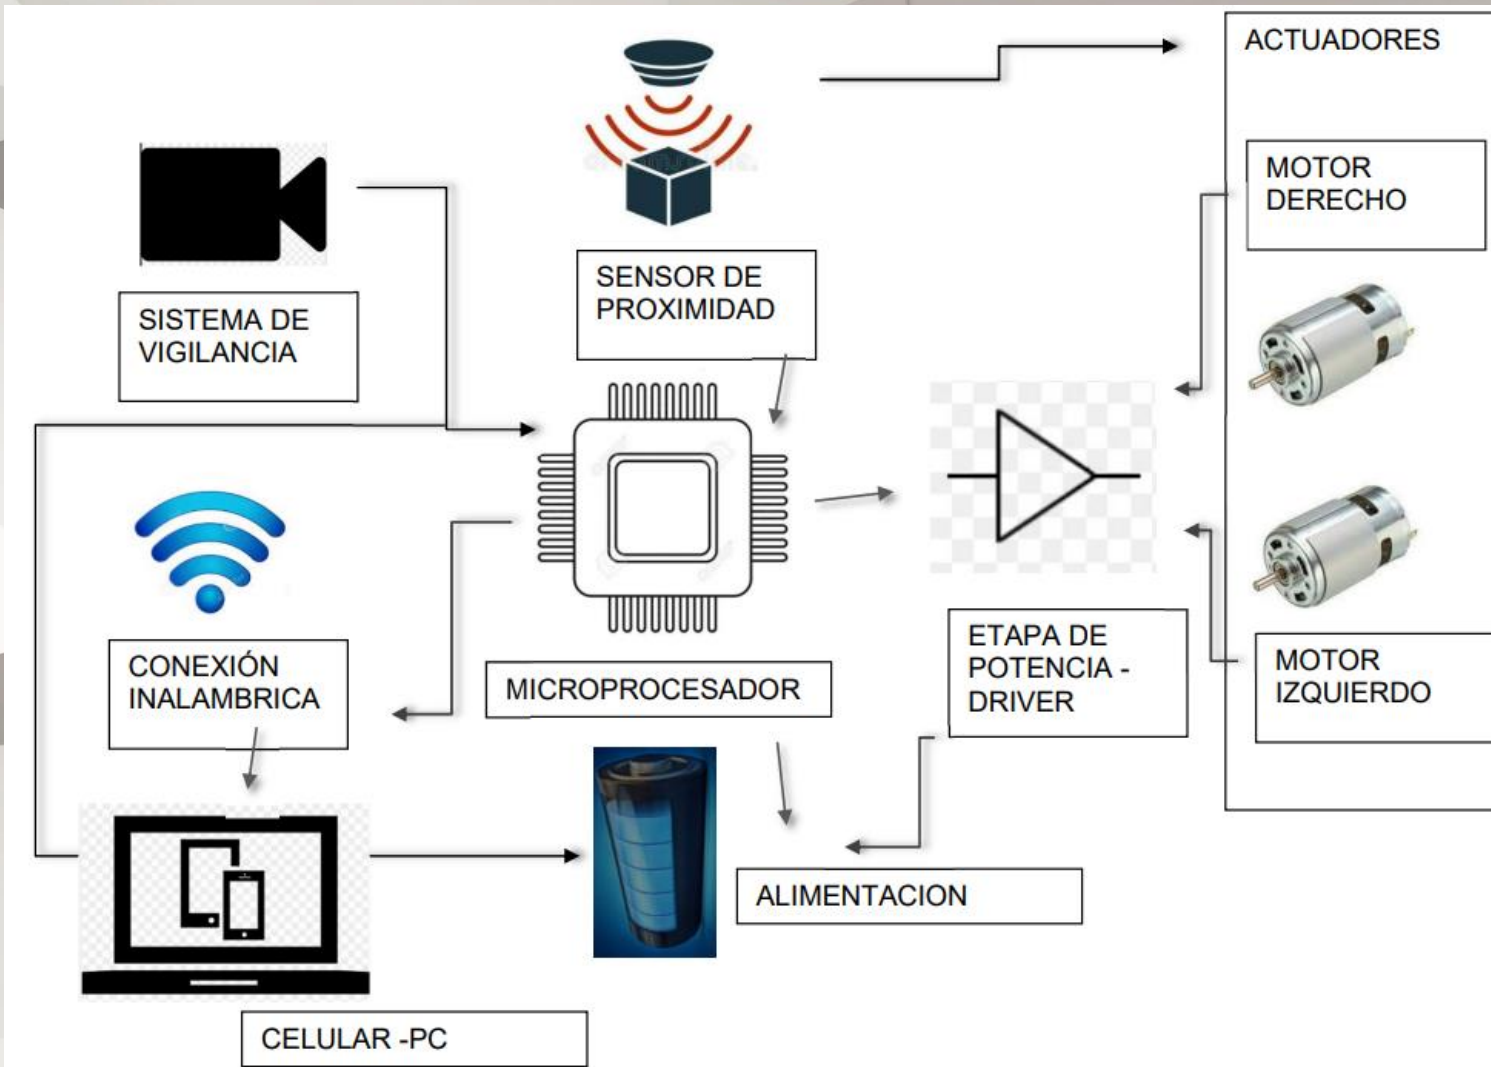 ACTUADORES
MOTOR
DERECHO
SENSOR DE
PROXIMIDAD
SISTEMA DE
VIGILANCIA
CONEXIÓN
INALAMBRICA
MICROPROCESADOR
ETAPA DE
POTENCIA -
DRIVER
MOTOR
IZQUIERDO
ALIMENTACION
CELULAR -PC